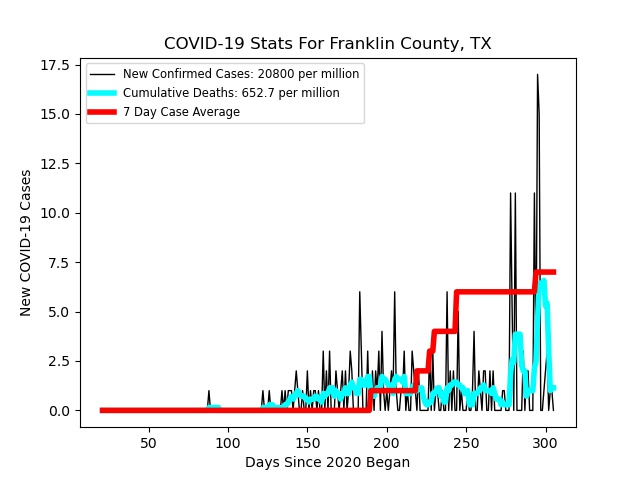 COVID-19 Stats For Franklin County, TX
New Confirmed Cases: 20800 per million
Cumulative Deaths: 652.7 per million
7 Day Case Average
New COVID-19 Cases
17.5
15.0
12.5
10.0
7.5
5.0
2.5
0.0
50 100 150 200 250 300
Days Since 2020 Began